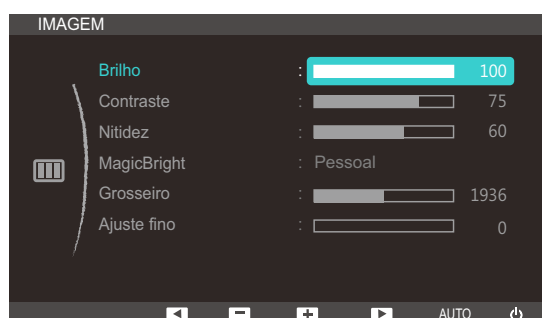 IMAGEM
Brilho : 100
Contraste : 75
Nitidez : 60
MagicBright : Pessoal
Grosseiro : 1936
Ajuste fino : 0
AUTO